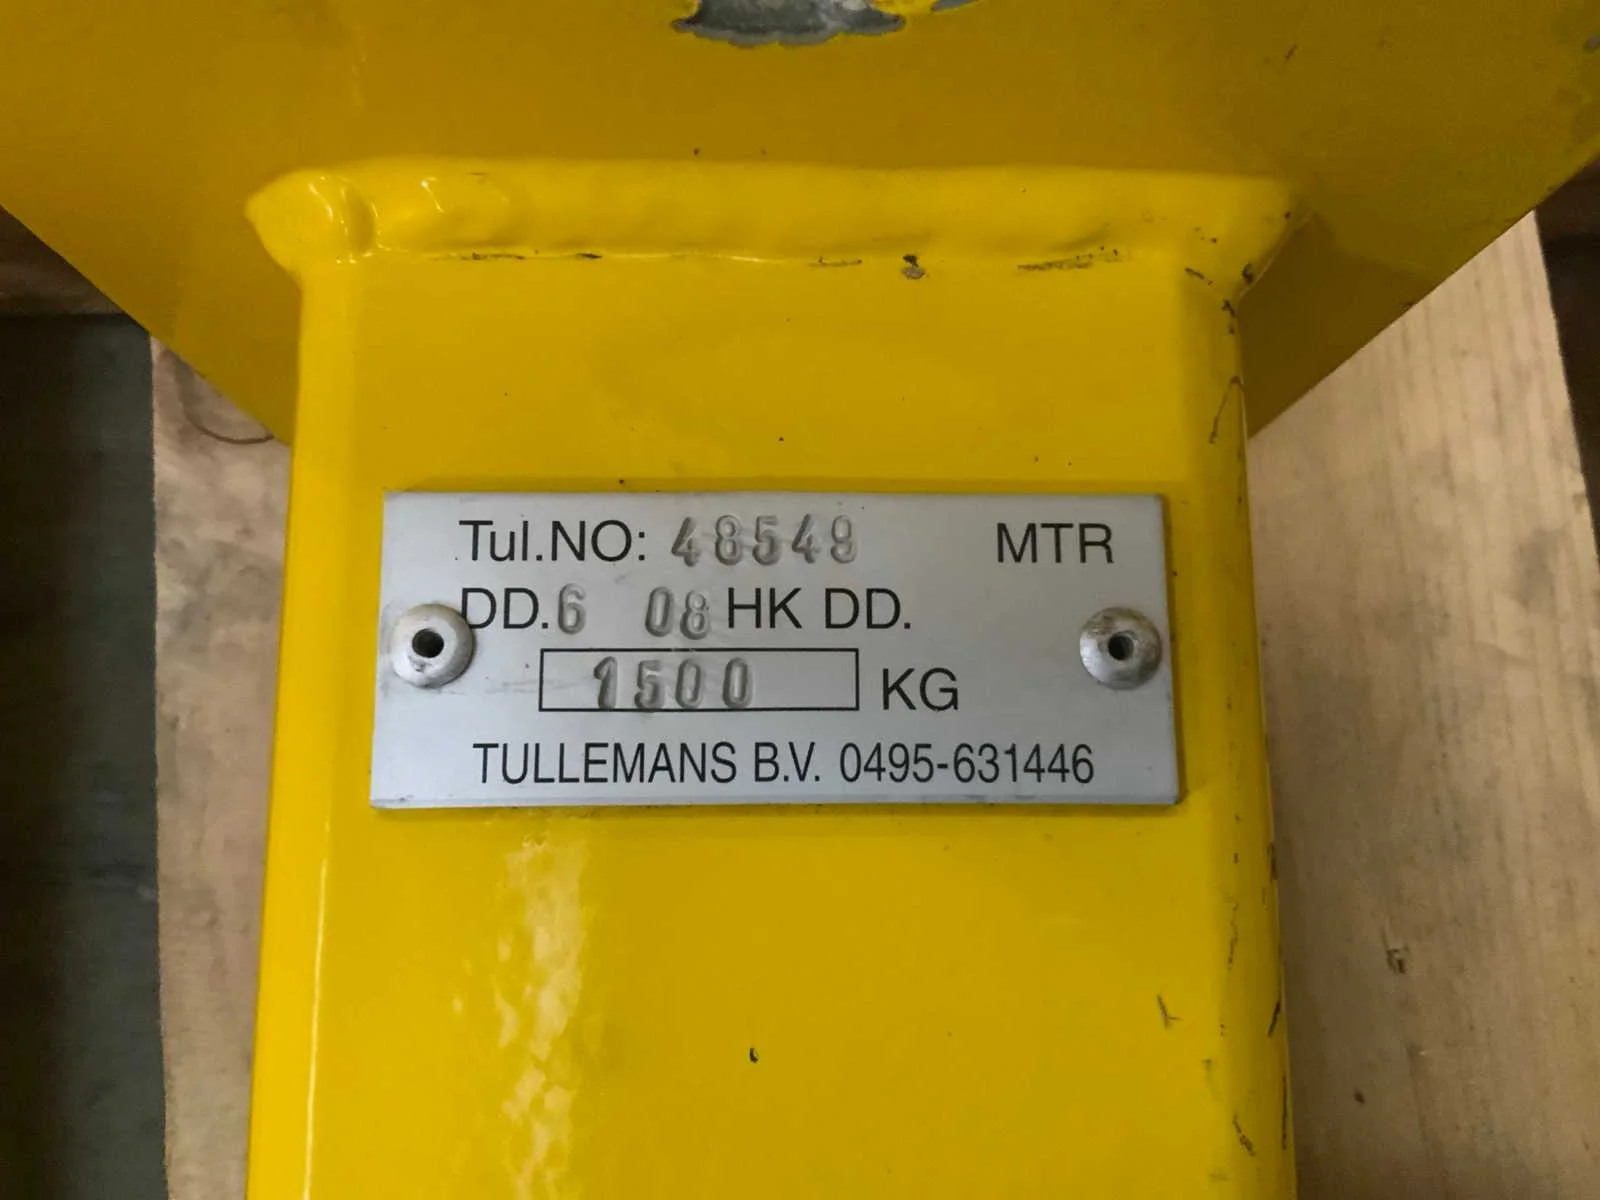 Tul.NO: 48549 MTR
DD. 6 08 HK DD.
1500 KG
TULLEMANS B.V. 0495-631446